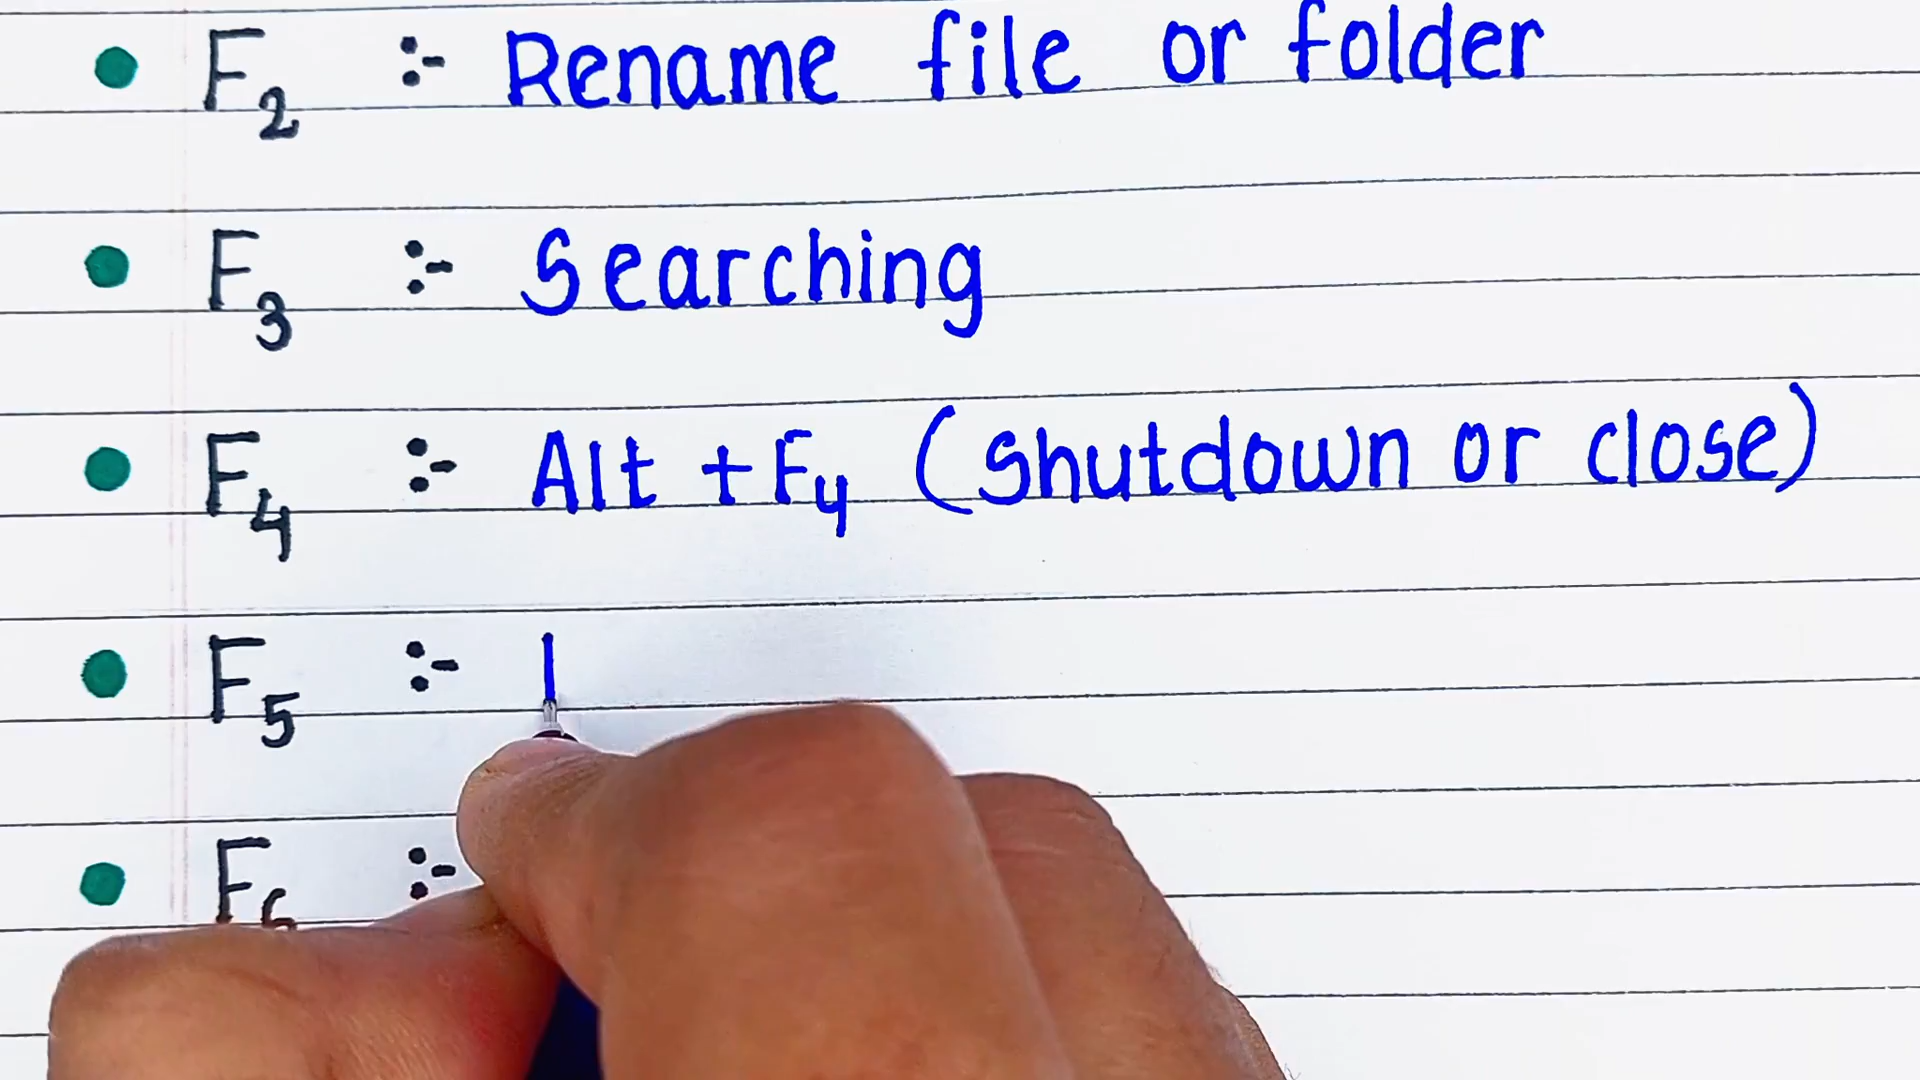 F2 :- Rename file or folder
F3 :- Searching
F4 :- Alt + F4 (Shutdown or close)
F5 :-
F6 :-